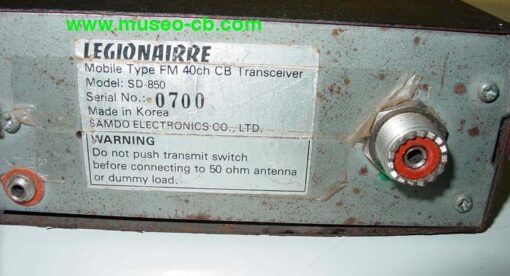 www.museo-cb.com
LEGIONAIRRE
Mobile Type FM 40ch CB Transceiver
Model: SD-850
Serial No.: 0700
Made in Korea
SAMDO ELECTRONICS CO., LTD.
WARNING
Do not push transmit switch
before connecting to 50 ohm antenna
or dummy load.